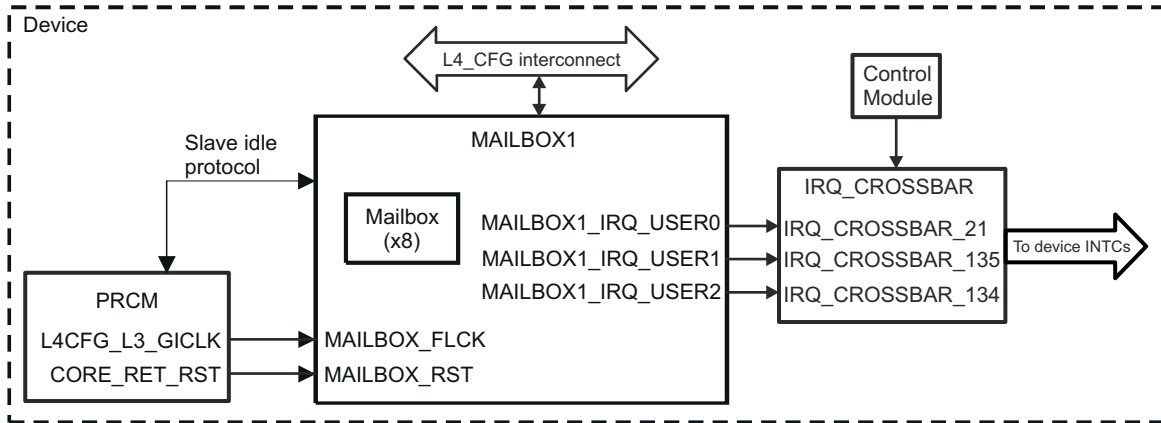 Device
L4_CFG interconnect
Control
Module
Slave idle
protocol
MAILBOX1
Mailbox
(x8)
MAILBOX1_IRQ_USER0
MAILBOX1_IRQ_USER1
MAILBOX1_IRQ_USER2
IRQ_CROSSBAR
IRQ_CROSSBAR_21
IRQ_CROSSBAR_135
IRQ_CROSSBAR_134
To device INTCs
PRCM
L4CFG_L3_GICLK
CORE_RET_RST
MAILBOX_FLCK
MAILBOX_RST